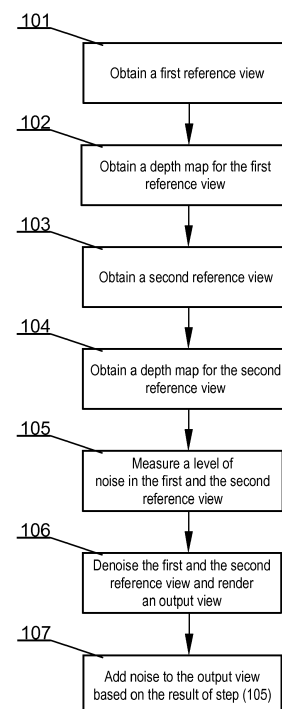 101
Obtain a first reference view
102
Obtain a depth map for the first
reference view
103
Obtain a second reference view
104
Obtain a depth map for the second
reference view
105
Measure a level of
noise in the first and the second
reference view
106
Denoise the first and the second
reference view and render
an output view
107
Add noise to the output view
based on the result of step (105)